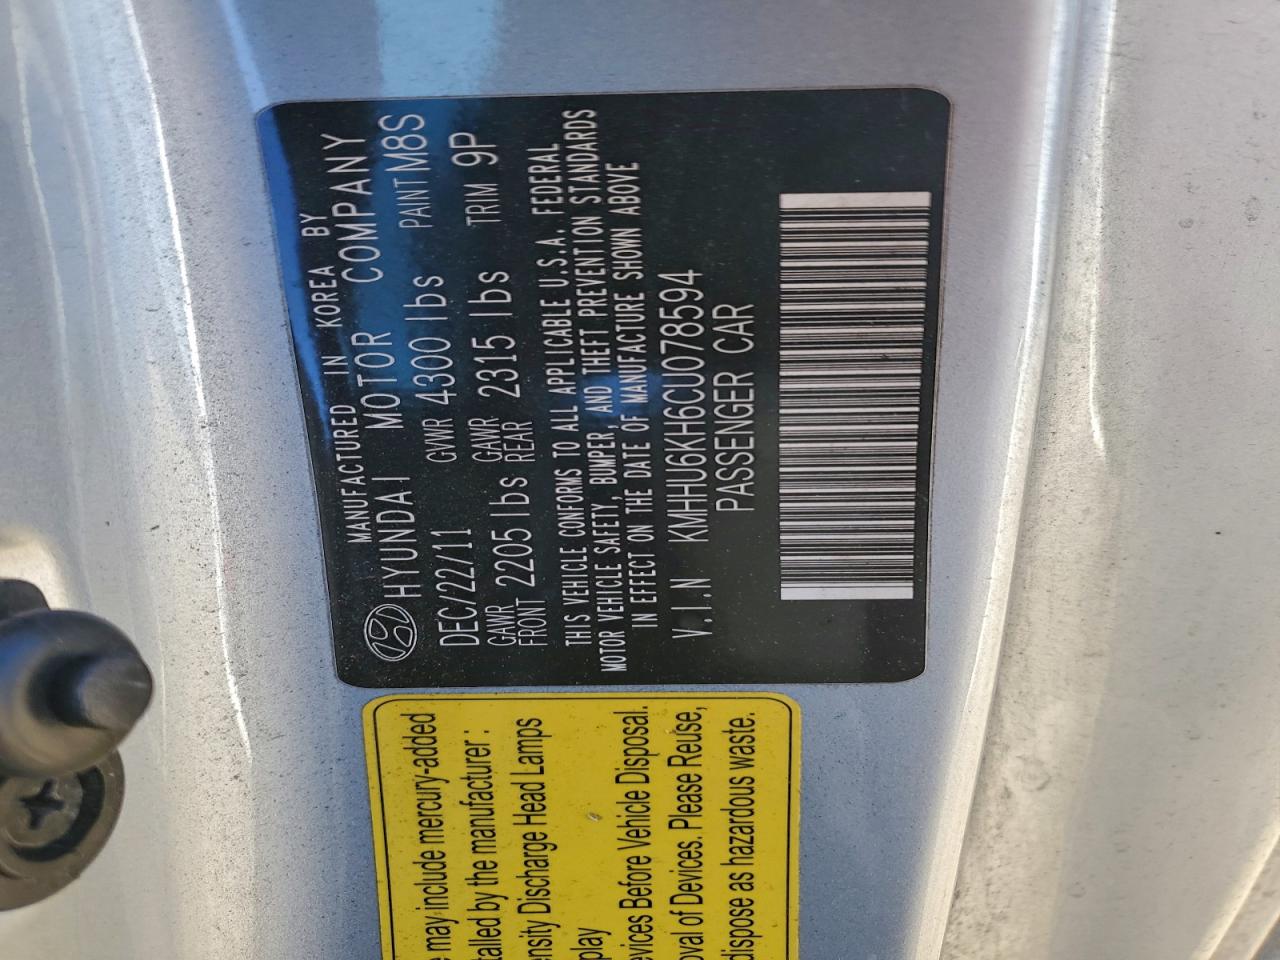 MANUFACTURED IN KOREA BY
HYUNDAI MOTOR COMPANY
DEC/22/11 GVWR 4300 lbs PAINT M8S
GAWR FRONT 2205 lbs GAWR REAR 2315 lbs TRIM 9P
THIS VEHICLE CONFORMS TO ALL APPLICABLE U.S.A. FEDERAL
MOTOR VEHICLE SAFETY, BUMPER, AND THEFT PREVENTION STANDARDS
IN EFFECT ON THE DATE OF MANUFACTURE SHOWN ABOVE
V.I.N KMHHU6KH6CU078594
PASSENGER CAR
may include mercury-added
talled by the manufacturer :
ensity Discharge Head Lamps
play
evices Before Vehicle Disposal.
oval of Devices. Please Reuse,
dispose as hazardous waste.